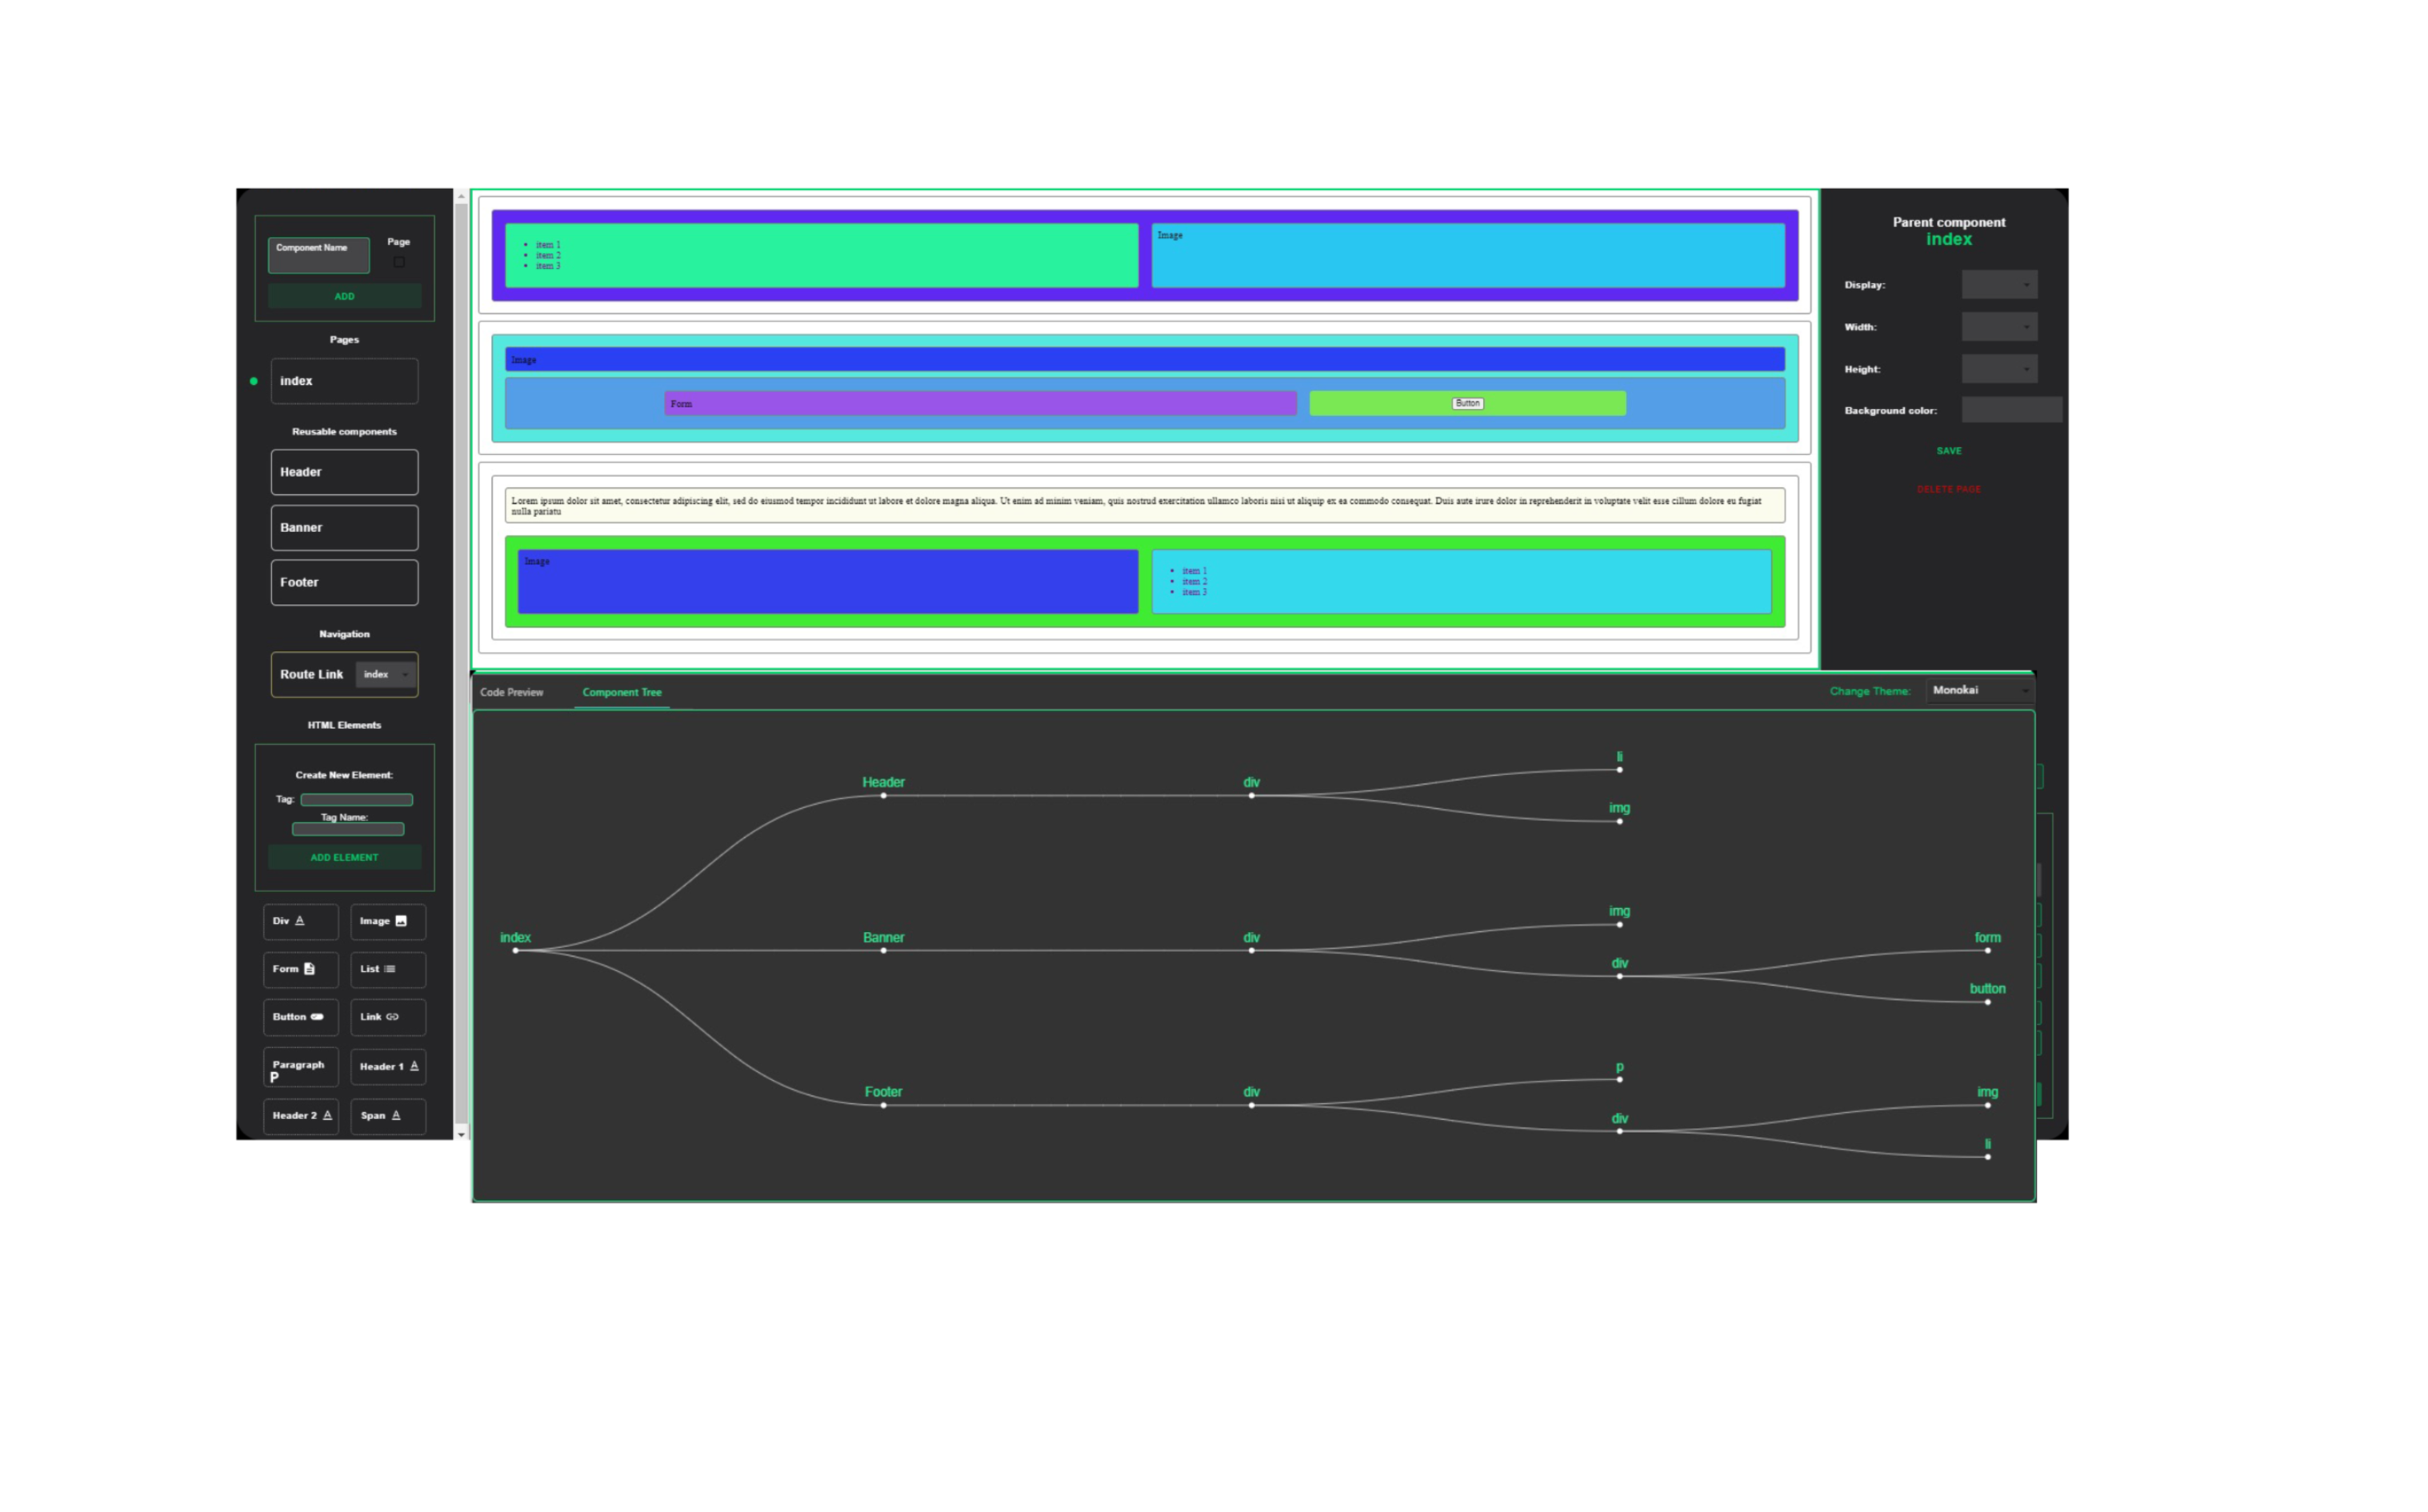 Component Name
Page
ADD
Pages
index
Reusable components
Header
Banner
Footer
Navigation
Route Link
index
HTML Elements
Create New Element:
Tag:
Tag Name:
ADD ELEMENT
Div
Image
Form
List
Button
Link
Paragraph
P
Header 1
Header 2
Span
item 1
item 2
item 3
Image
Image
Form
Button
Lorem ipsum dolor sit amet, consectetur adipiscing elit, sed do eiusmod tempor incididunt ut labore et dolore magna aliqua. Ut enim ad minim veniam, quis nostrud exercitation ullamco laboris nisi ut aliquip ex ea commodo consequat. Duis aute irure dolor in reprehenderit in voluptate velit esse cillum dolore eu fugiat
nulla pariatu
Image
item 1
item 2
item 3
Parent component
index
Display:
Width:
Height:
Background color:
SAVE
DELETE PAGE
Code Preview
Component Tree
Change Theme:
Monokai
index
Header
div
li
img
Banner
div
img
div
form
button
Footer
div
p
div
img
li